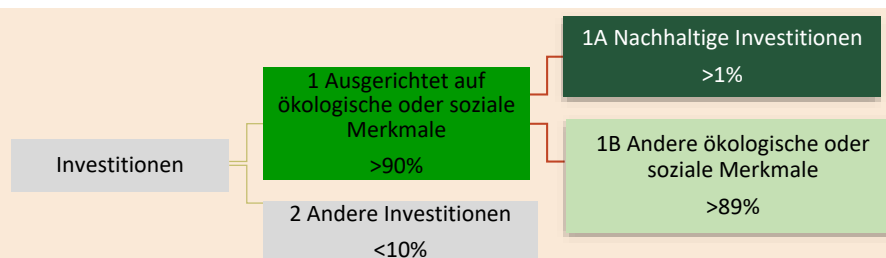 Investitionen
1 Ausgerichtet auf
ökologische oder soziale
Merkmale
>90%
2 Andere Investitionen
<10%
1A Nachhaltige Investitionen
>1%
1B Andere ökologische oder
soziale Merkmale
>89%